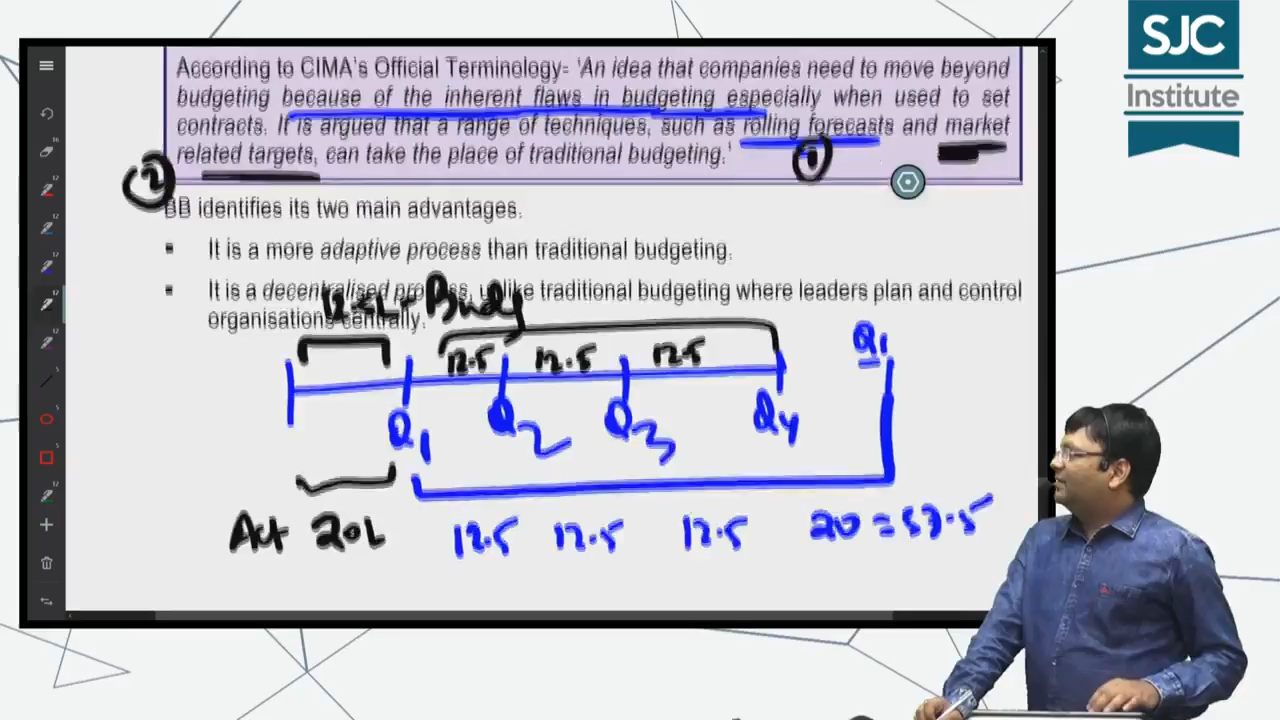 SJC
Institute
According to CIMA's Official Terminology- 'An idea that companies need to move beyond
budgeting because of the inherent flaws in budgeting especially when used to set
contracts. It is argued that a range of techniques, such as rolling forecasts and market
related targets, can take the place of traditional budgeting.'
1
2
BB identifies its two main advantages.
▪ It is a more adaptive process than traditional budgeting.
▪ It is a decentralised process, unlike traditional budgeting where leaders plan and control
organisations centrally.
12.5L - Budg
12.5 12.5 12.5
Q1
Q1 Q2 Q3 Q4
Act 20L
12.5 12.5 12.5 20 = 57.5